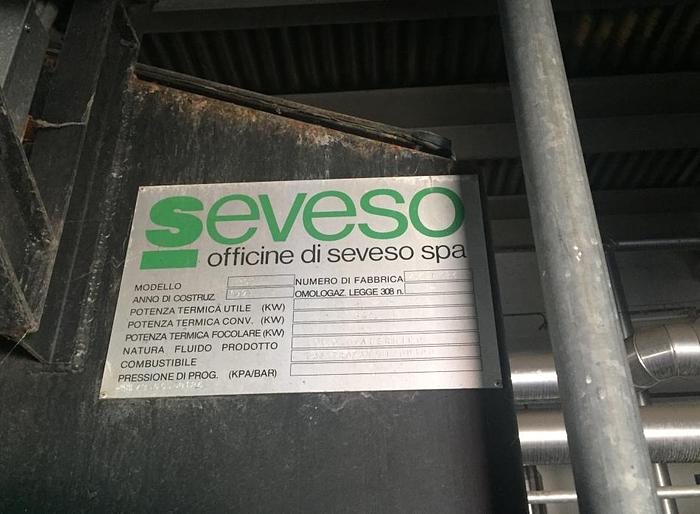 seveso
officine di seveso spa
MODELLO NUMERO DI FABBRICA
ANNO DI COSTRUZ. OMOLOGAZ. LEGGE 308 n.
POTENZA TERMICA UTILE (KW)
POTENZA TERMICA CONV. (KW)
POTENZA TERMICA FOCOLARE (KW)
NATURA FLUIDO PRODOTTO
COMBUSTIBILE
PRESSIONE DI PROG. (KPA/BAR)